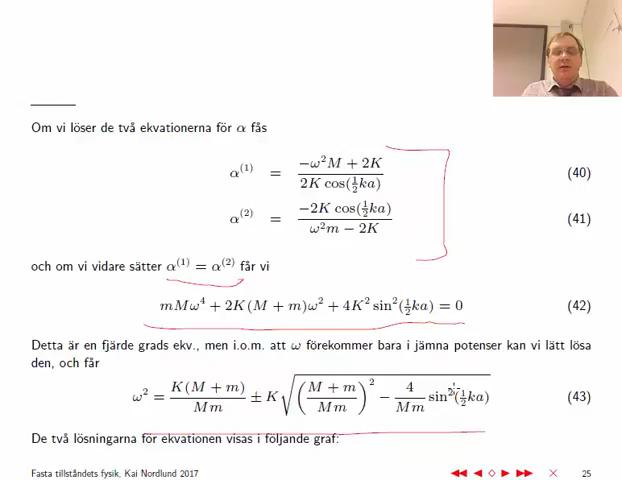 Om vi löser de två ekvationerna för α fås
α⁽¹⁾ = (−ω²M + 2K) / (2K cos(½ka)) (40)
α⁽²⁾ = (−2K cos(½ka)) / (ω²m − 2K) (41)
och om vi vidare sätter α⁽¹⁾ = α⁽²⁾ får vi
mMω⁴ + 2K(M + m)ω² + 4K² sin²(½ka) = 0 (42)
Detta är en fjärde grads ekv., men i.o.m. att ω förekommer bara i jämna potenser kan vi lätt lösa
den, och får
ω² = K(M + m)/(Mm) ± K√(((M + m)/(Mm))² − (4/(Mm)) sin²(½ka)) (43)
De två lösningarna för ekvationen visas i följande graf:
Fasta tillståndets fysik, Kai Nordlund 2017 25